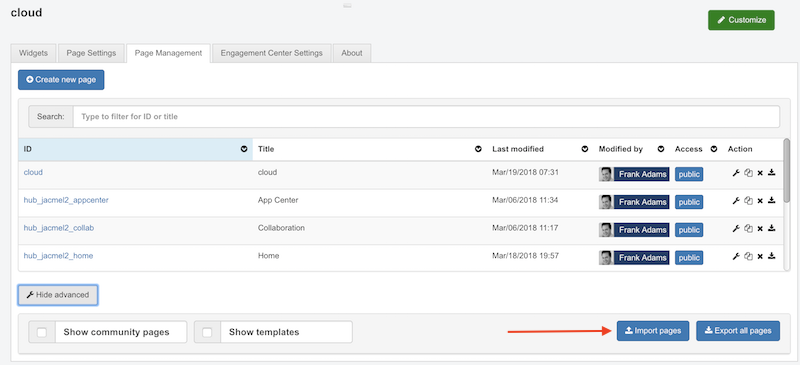 cloud
Customize
Widgets Page Settings Page Management Engagement Center Settings About
Create new page
Search: Type to filter for ID or title
ID Title Last modified Modified by Access Action
cloud cloud Mar/19/2018 07:31 Frank Adams public
hub_jacmel2_appcenter App Center Mar/06/2018 11:34 Frank Adams public
hub_jacmel2_collab Collaboration Mar/06/2018 11:17 Frank Adams public
hub_jacmel2_home Home Mar/18/2018 19:57 Frank Adams public
Hide advanced
Show community pages Show templates Import pages Export all pages